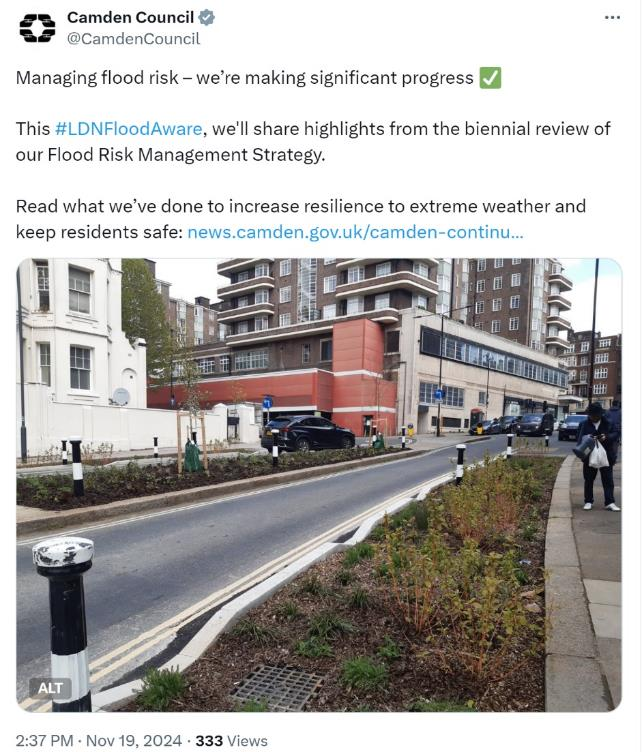 Camden Council
@CamdenCouncil
Managing flood risk – we’re making significant progress ✅
This #LDNFloodAware, we'll share highlights from the biennial review of
our Flood Risk Management Strategy.
Read what we’ve done to increase resilience to extreme weather and
keep residents safe: news.camden.gov.uk/camden-continu...
ALT
2:37 PM · Nov 19, 2024 · 333 Views